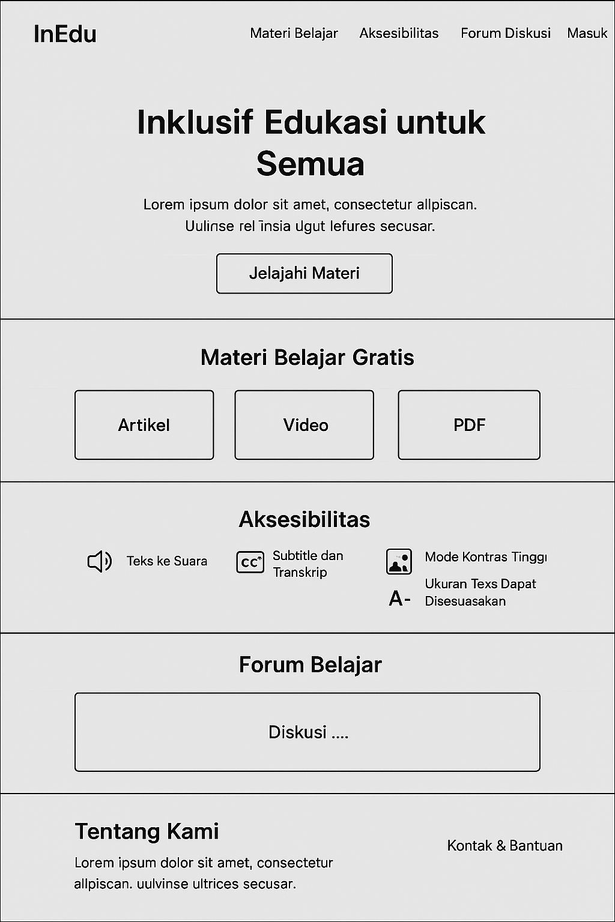 InEdu
Materi Belajar
Aksesibilitas
Forum Diskusi
Masuk
Inklusif Edukasi untuk
Semua
Lorem ipsum dolor sit amet, consectetur allpiscan.
Uulinse rel insia ugut lefures secusar.
Jelajahi Materi
Materi Belajar Gratis
Artikel
Video
PDF
Aksesibilitas
Teks ke Suara
CC
Subtitle dan
Transkrip
Mode Kontras Tinggi
A-
Ukuran Texs Dapat
Disesuasakan
Forum Belajar
Diskusi ....
Tentang Kami
Lorem ipsum dolor sit amet, consectetur
allpiscan. uulvinse ultrices secusar.
Kontak & Bantuan